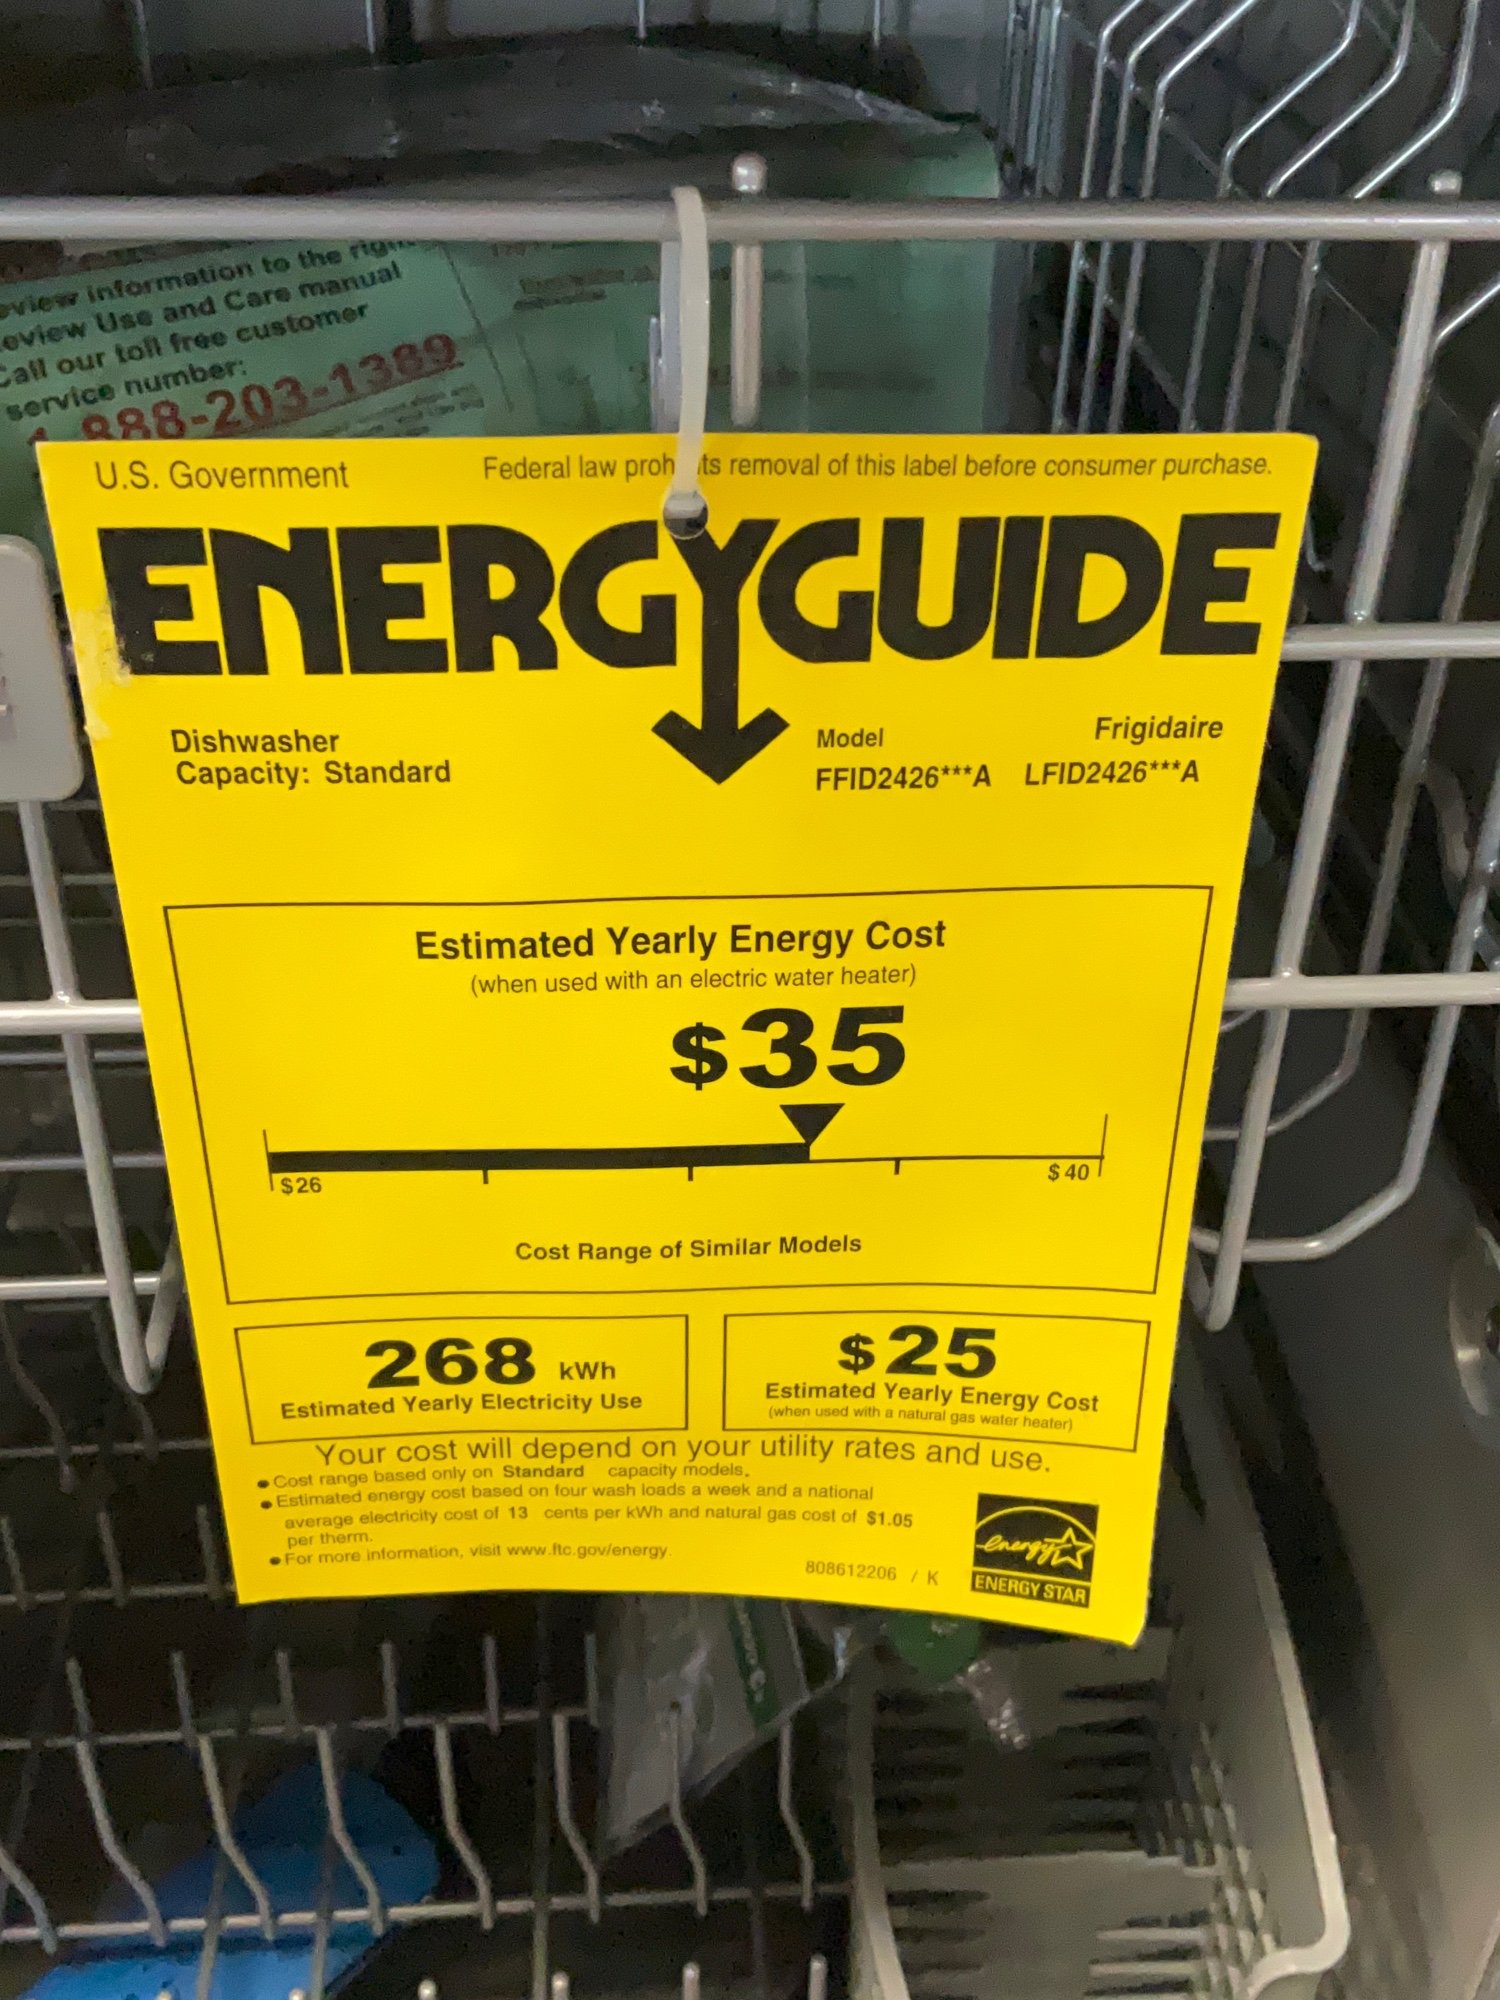 review information to the
review Use and Care manual
Call our toll free customer
service number:
888-203-1389
U.S. Government
Federal law prohibits removal of this label before consumer purchase.
ENERGYGUIDE
Dishwasher
Capacity: Standard
Model
Frigidaire
FFID2426***A LFID2426***A
Estimated Yearly Energy Cost
(when used with an electric water heater)
$35
$26
$40
Cost Range of Similar Models
268 kWh
Estimated Yearly Electricity Use
$25
Estimated Yearly Energy Cost
(when used with a natural gas water heater)
Your cost will depend on your utility rates and use.
● Cost range based only on Standard capacity models.
● Estimated energy cost based on four wash loads a week and a national
average electricity cost of 13 cents per kWh and natural gas cost of $1.05
per therm.
● For more information, visit www.ftc.gov/energy.
808612206 / K
energy
ENERGY STAR